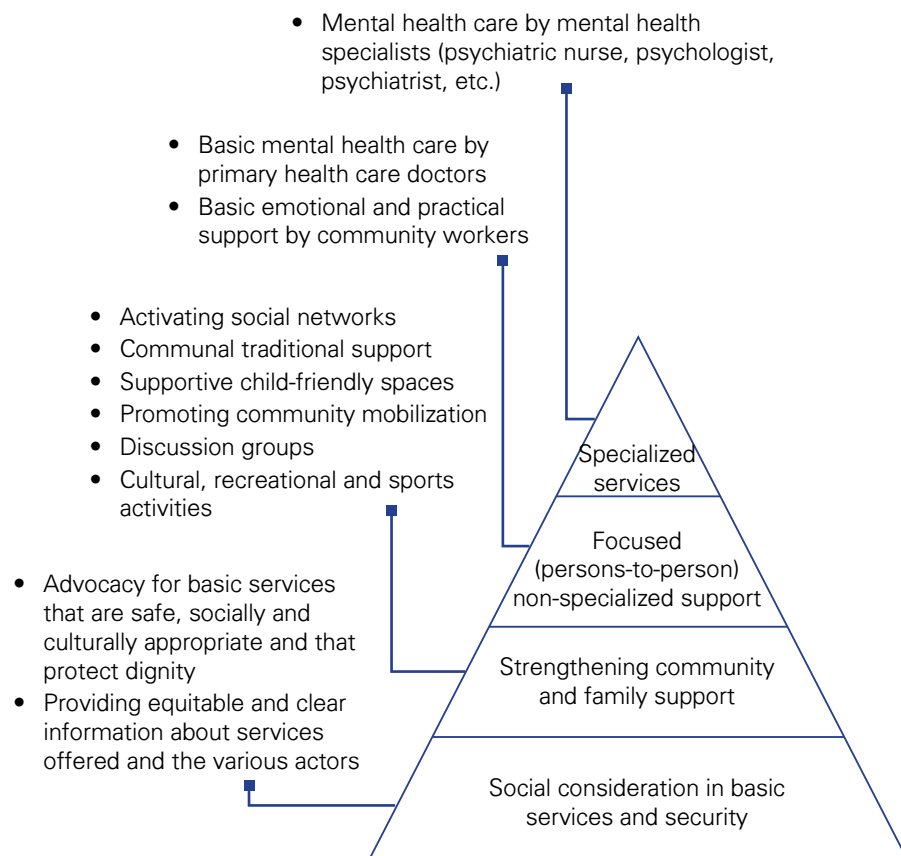 • Mental health care by mental health
specialists (psychiatric nurse, psychologist,
psychiatrist, etc.)
• Basic mental health care by
primary health care doctors
• Basic emotional and practical
support by community workers
• Activating social networks
• Communal traditional support
• Supportive child-friendly spaces
• Promoting community mobilization
• Discussion groups
• Cultural, recreational and sports
activities
• Advocacy for basic services
that are safe, socially and
culturally appropriate and that
protect dignity
• Providing equitable and clear
information about services
offered and the various actors
Specialized
services
Focused
(persons-to-person)
non-specialized support
Strengthening community
and family support
Social consideration in basic
services and security